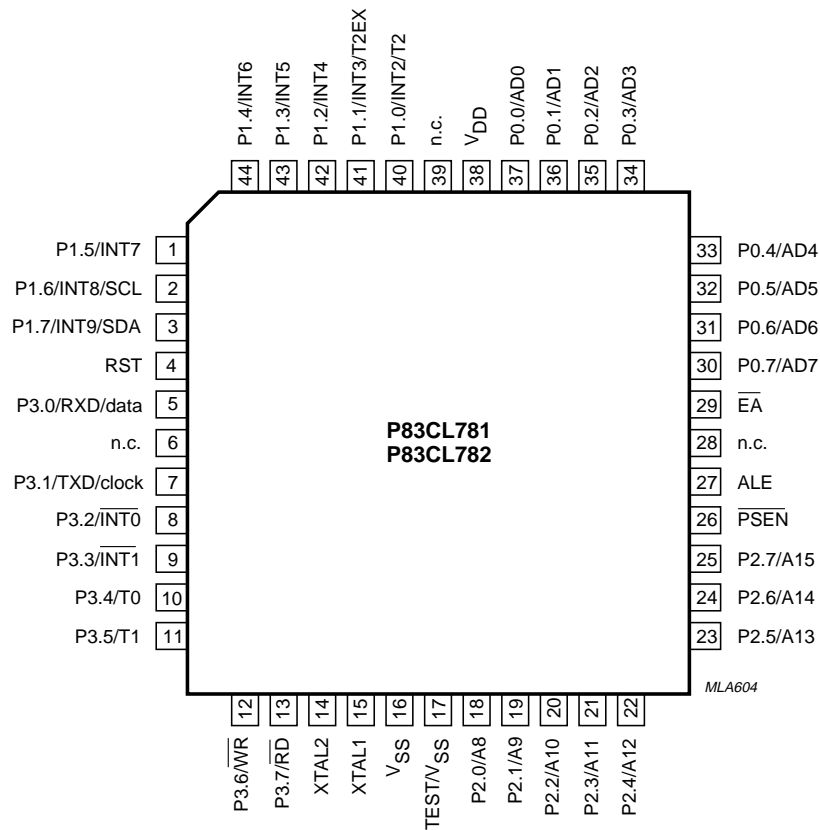 P1.4/INT6
P1.3/INT5
P1.2/INT4
P1.1/INT3/T2EX
P1.0/INT2/T2
n.c.
VDD
P0.0/AD0
P0.1/AD1
P0.2/AD2
P0.3/AD3
44
43
42
41
40
39
38
37
36
35
34
P1.5/INT7 1
P1.6/INT8/SCL 2
P1.7/INT9/SDA 3
RST 4
P3.0/RXD/data 5
n.c. 6
P3.1/TXD/clock 7
P3.2/INT0 8
P3.3/INT1 9
P3.4/T0 10
P3.5/T1 11
P83CL781
P83CL782
33 P0.4/AD4
32 P0.5/AD5
31 P0.6/AD6
30 P0.7/AD7
29 EA
28 n.c.
27 ALE
26 PSEN
25 P2.7/A15
24 P2.6/A14
23 P2.5/A13
MLA604
12
13
14
15
16
17
18
19
20
21
22
P3.6/WR
P3.7/RD
XTAL2
XTAL1
VSS
TEST/VSS
P2.0/A8
P2.1/A9
P2.2/A10
P2.3/A11
P2.4/A12